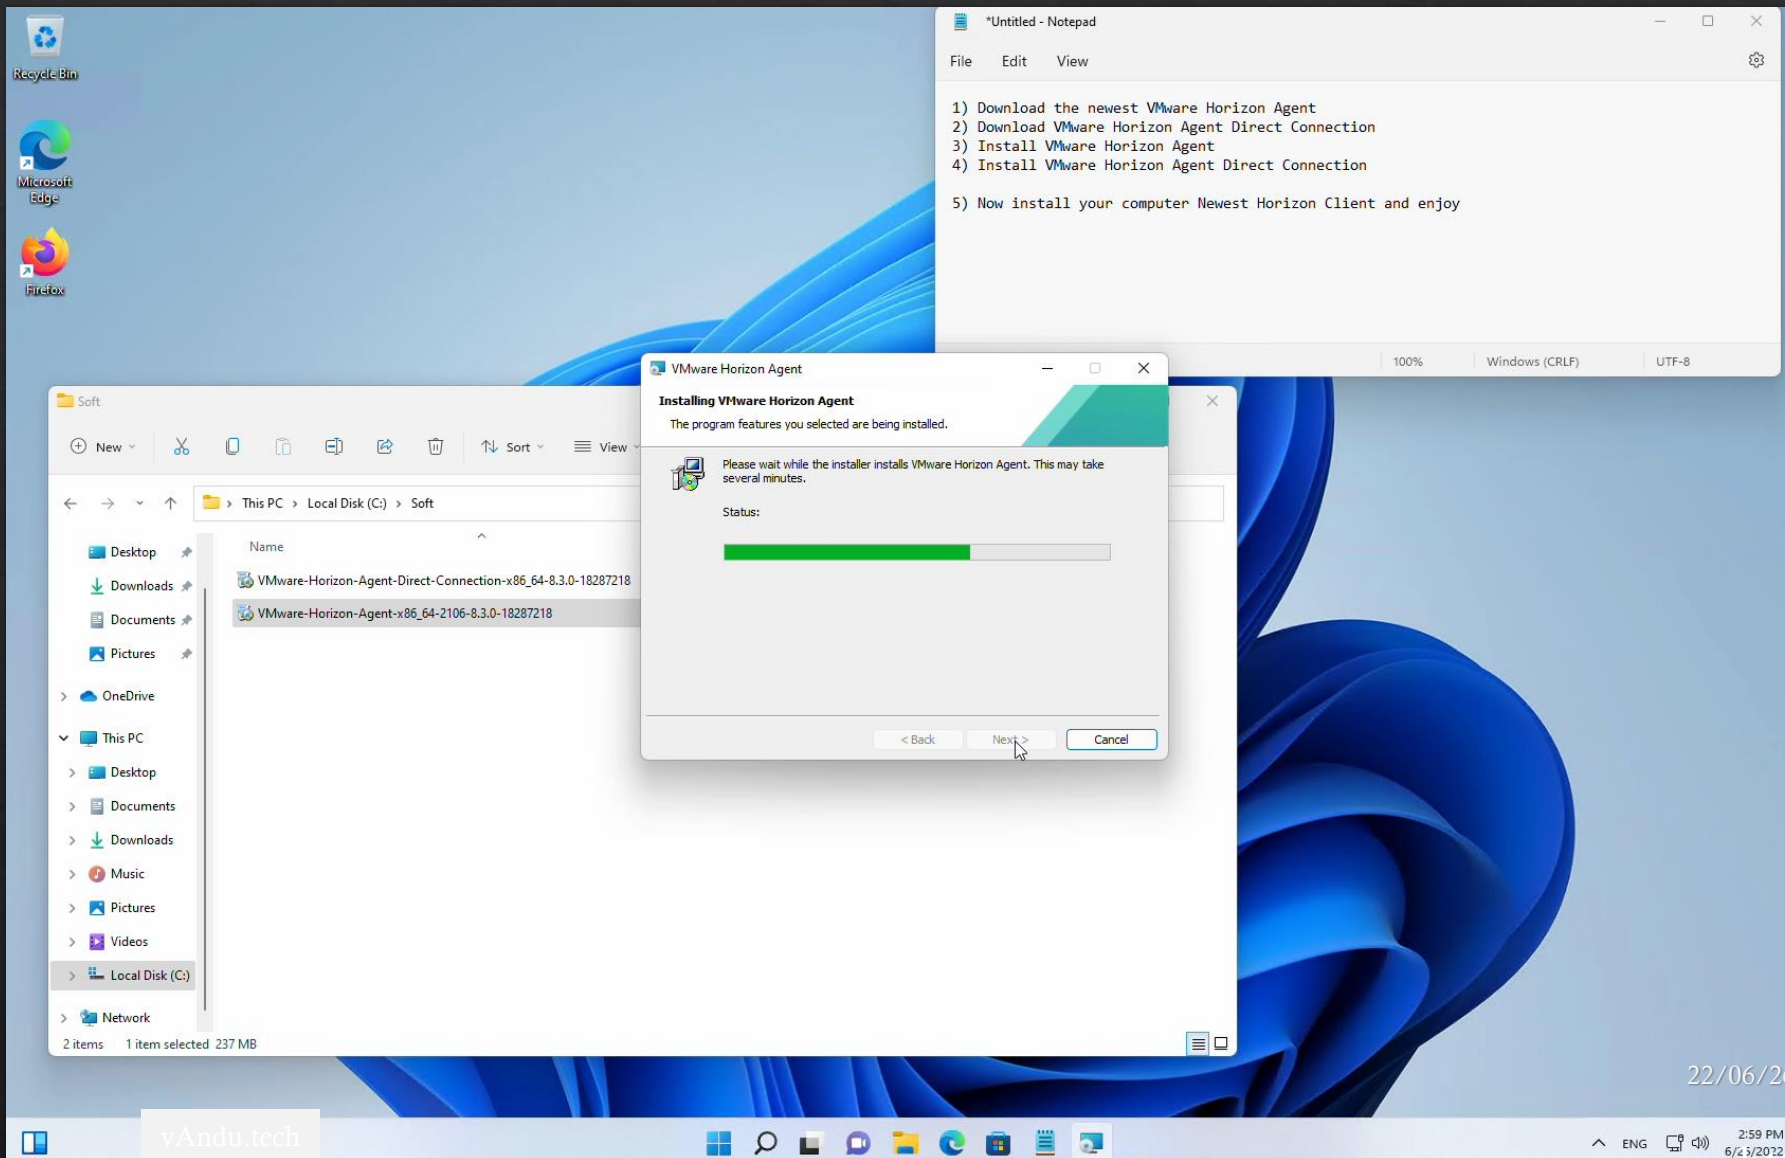 Recycle Bin
Microsoft
Edge
Firefox
*Untitled - Notepad
File Edit View
1) Download the newest VMware Horizon Agent
2) Download VMware Horizon Agent Direct Connection
3) Install VMware Horizon Agent
4) Install VMware Horizon Agent Direct Connection
5) Now install your computer Newest Horizon Client and enjoy
100% Windows (CRLF) UTF-8
Soft
New Sort View
This PC > Local Disk (C:) > Soft
Name
VMware-Horizon-Agent-Direct-Connection-x86_64-8.3.0-18287218
VMware-Horizon-Agent-x86_64-2106-8.3.0-18287218
Desktop
Downloads
Documents
Pictures
OneDrive
This PC
Desktop
Documents
Downloads
Music
Pictures
Videos
Local Disk (C:)
Network
2 items 1 item selected 237 MB
VMware Horizon Agent
Installing VMware Horizon Agent
The program features you selected are being installed.
Please wait while the installer installs VMware Horizon Agent. This may take
several minutes.
Status:
< Back Next > Cancel
vAndu.tech
ENG
2:59 PM